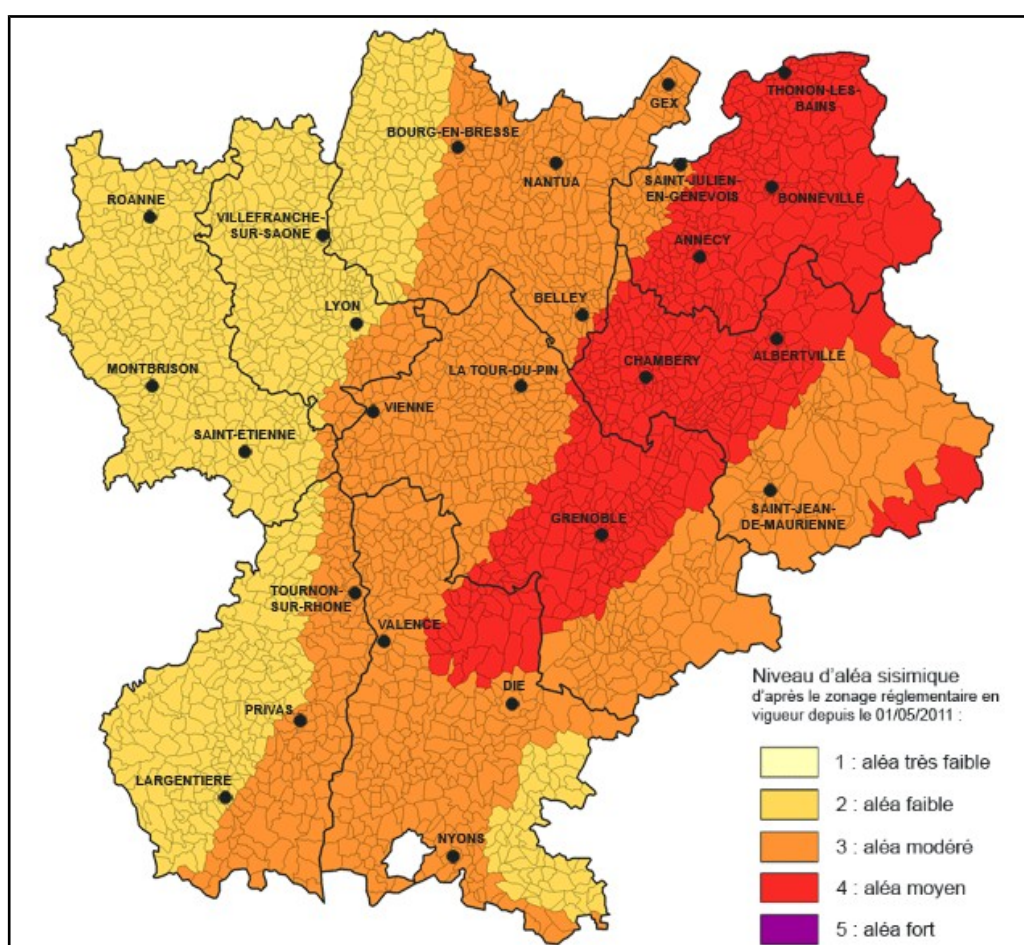 THONON-LES-
BAINS
GEX
BOURG-EN-BRESSE
NANTUA
SAINT-JULIEN-
EN-GENEVOIS
BONNEVILLE
ROANNE
VILLEFRANCHE-
SUR-SAONE
ANNECY
LYON
BELLEY
ALBERTVILLE
CHAMBERY
MONTBRISON
LA TOUR-DU-PIN
VIENNE
SAINT-ETIENNE
SAINT-JEAN-
DE-MAURIENNE
GRENOBLE
TOURNON-
SUR-RHONE
VALENCE
DIE
PRIVAS
LARGENTIERE
NYONS
Niveau d'aléa sisimique
d'après le zonage réglementaire en
vigueur depuis le 01/05/2011 :
1 : aléa très faible
2 : aléa faible
3 : aléa modéré
4 : aléa moyen
5 : aléa fort